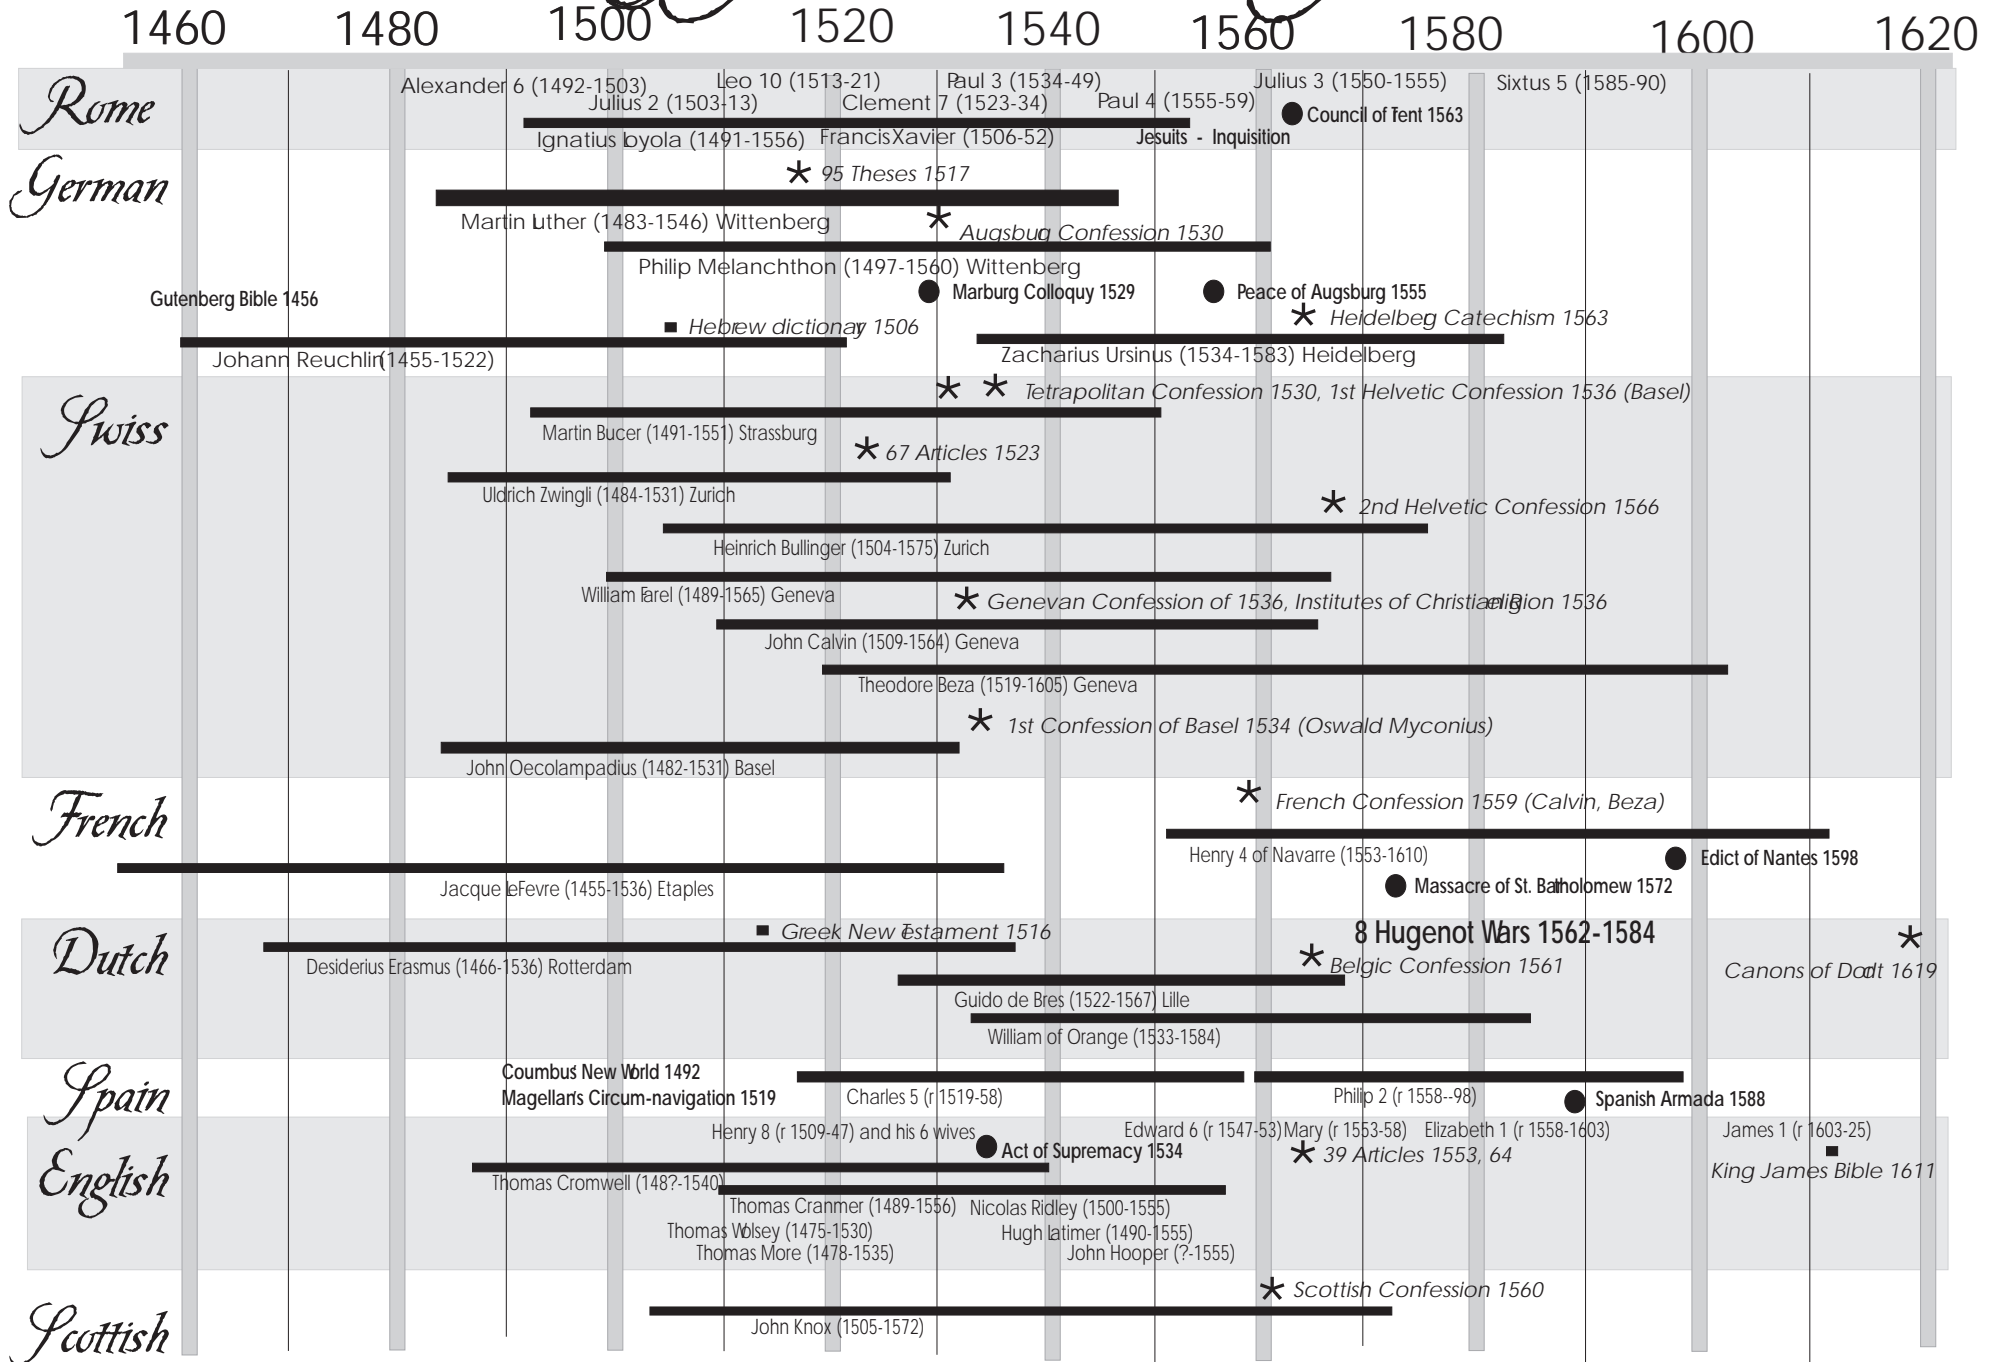 1460 1480 1500 1520 1540 1560 1580 1600 1620
Rome
Alexander 6 (1492-1503)
Leo 10 (1513-21)
Paul 3 (1534-49)
Julius 3 (1550-1555)
Sixtus 5 (1585-90)
Julius 2 (1503-13)
Clement 7 (1523-34)
Paul 4 (1555-59)
Council of Trent 1563
Ignatius Loyola (1491-1556)
Francis Xavier (1506-52)
Jesuits - Inquisition
German
95 Theses 1517
Martin Luther (1483-1546) Wittenberg
Augsburg Confession 1530
Philip Melanchthon (1497-1560) Wittenberg
Gutenberg Bible 1456
Marburg Colloquy 1529
Peace of Augsburg 1555
Hebrew dictionary 1506
Heidelberg Catechism 1563
Johann Reuchlin (1455-1522)
Zacharius Ursinus (1534-1583) Heidelberg
Swiss
Tetrapolitan Confession 1530, 1st Helvetic Confession 1536 (Basel)
Martin Bucer (1491-1551) Strassburg
67 Articles 1523
Uldrich Zwingli (1484-1531) Zurich
2nd Helvetic Confession 1566
Heinrich Bullinger (1504-1575) Zurich
William Farel (1489-1565) Geneva
Genevan Confession of 1536, Institutes of Christian Religion 1536
John Calvin (1509-1564) Geneva
Theodore Beza (1519-1605) Geneva
1st Confession of Basel 1534 (Oswald Myconius)
John Oecolampadius (1482-1531) Basel
French
French Confession 1559 (Calvin, Beza)
Henry 4 of Navarre (1553-1610)
Edict of Nantes 1598
Jacque LeFevre (1455-1536) Etaples
Massacre of St. Bartholomew 1572
Dutch
Greek New Testament 1516
8 Hugenot Wars 1562-1584
Desiderius Erasmus (1466-1536) Rotterdam
Belgic Confession 1561
Canons of Dordt 1619
Guido de Bres (1522-1567) Lille
William of Orange (1533-1584)
Spain
Coumbus' New World 1492
Magellan's Circum-navigation 1519
Charles 5 (r 1519-58)
Philip 2 (r 1558--98)
Spanish Armada 1588
English
Henry 8 (r 1509-47) and his 6 wives
Edward 6 (r 1547-53)
Mary (r 1553-58)
Elizabeth 1 (r 1558-1603)
James 1 (r 1603-25)
Act of Supremacy 1534
39 Articles 1553, 64
King James Bible 1611
Thomas Cromwell (148?-1540)
Thomas Cranmer (1489-1556)
Nicolas Ridley (1500-1555)
Thomas Wolsey (1475-1530)
Hugh Latimer (1490-1555)
Thomas More (1478-1535)
John Hooper (?-1555)
Scottish
Scottish Confession 1560
John Knox (1505-1572)